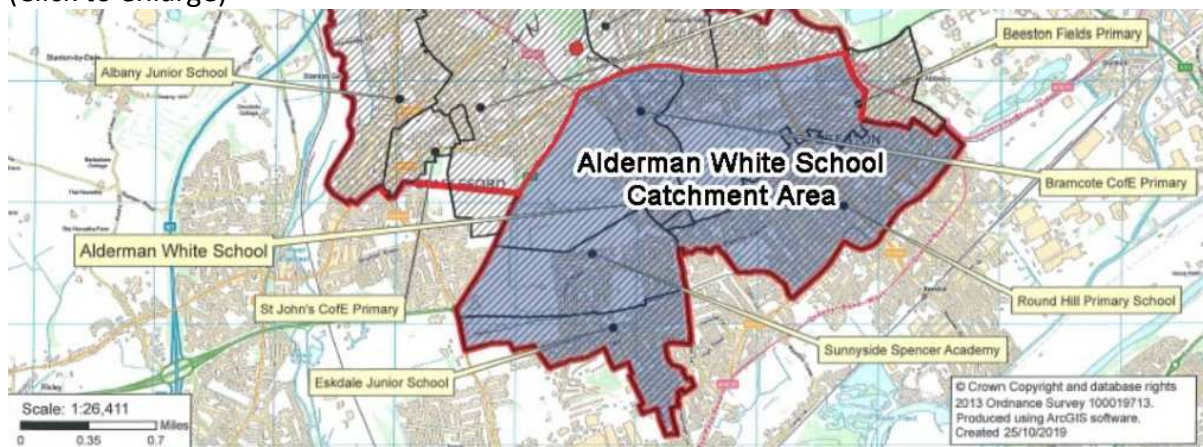 (Click to Enlarge)
Beeston Fields Primary
Albany Junior School
Alderman White School
Catchment Area
Bramcote CofE Primary
Alderman White School
St John's CofE Primary
Round Hill Primary School
Sunnyside Spencer Academy
Eskdale Junior School
Risley
Scale: 1:26,411
Miles
0 0.35 0.7
© Crown Copyright and database rights
2013 Ordnance Survey 100019713.
Produced using ArcGIS software.
Created 25/10/2019